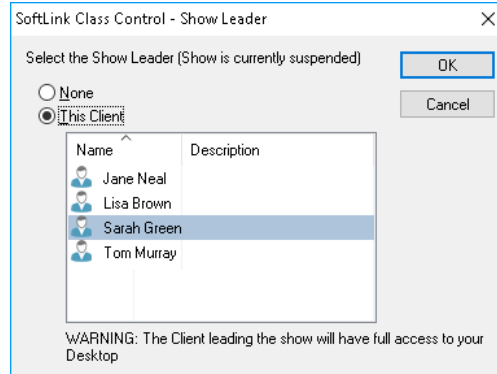 SoftLink Class Control - Show Leader
Select the Show Leader (Show is currently suspended)
OK
None
Cancel
This Client
Name Description
Jane Neal
Lisa Brown
Sarah Green
Tom Murray
WARNING: The Client leading the show will have full access to your
Desktop